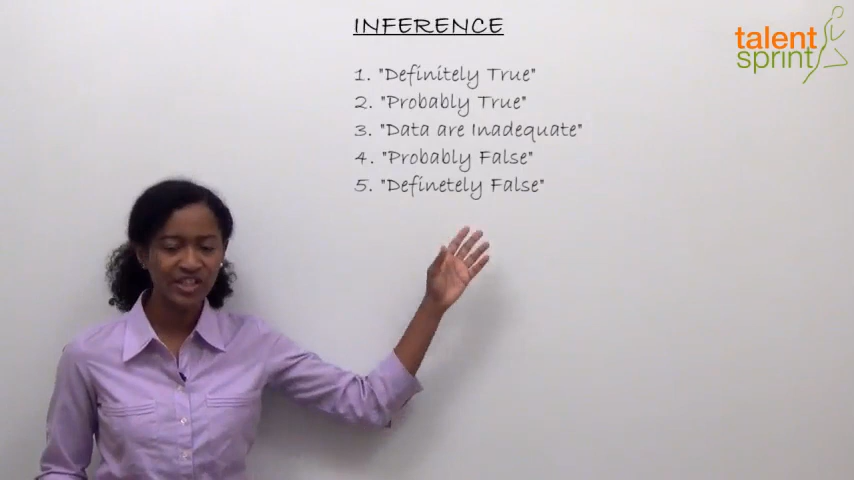 INFERENCE
talent
sprint
1. "Definitely True"
2. "Probably True"
3. "Data are Inadequate"
4. "Probably False"
5. "Definetely False"